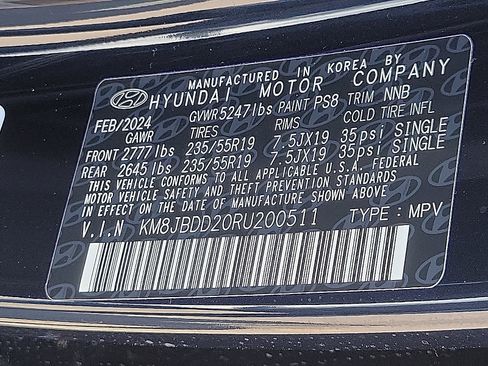 MANUFACTURED IN KOREA BY
HYUNDAI MOTOR COMPANY
FEB/2024 GVWR5247lbs PAINT PS8 TRIM NNB
GAWR TIRES RIMS COLD TIRE INFL
FRONT 2777lbs 235/55R19 7.5JX19 35psi SINGLE
REAR 2645lbs 235/55R19 7.5JX19 35psi SINGLE
THIS VEHICLE CONFORMS TO ALL APPLICABLE U.S.A. FEDERAL
MOTOR VEHICLE SAFETY AND THEFT PREVENTION STANDARDS
IN EFFECT ON THE DATE OF MANUFACTURE SHOWN ABOVE
V.I.N KM8JBDD20RU200511 TYPE : MPV